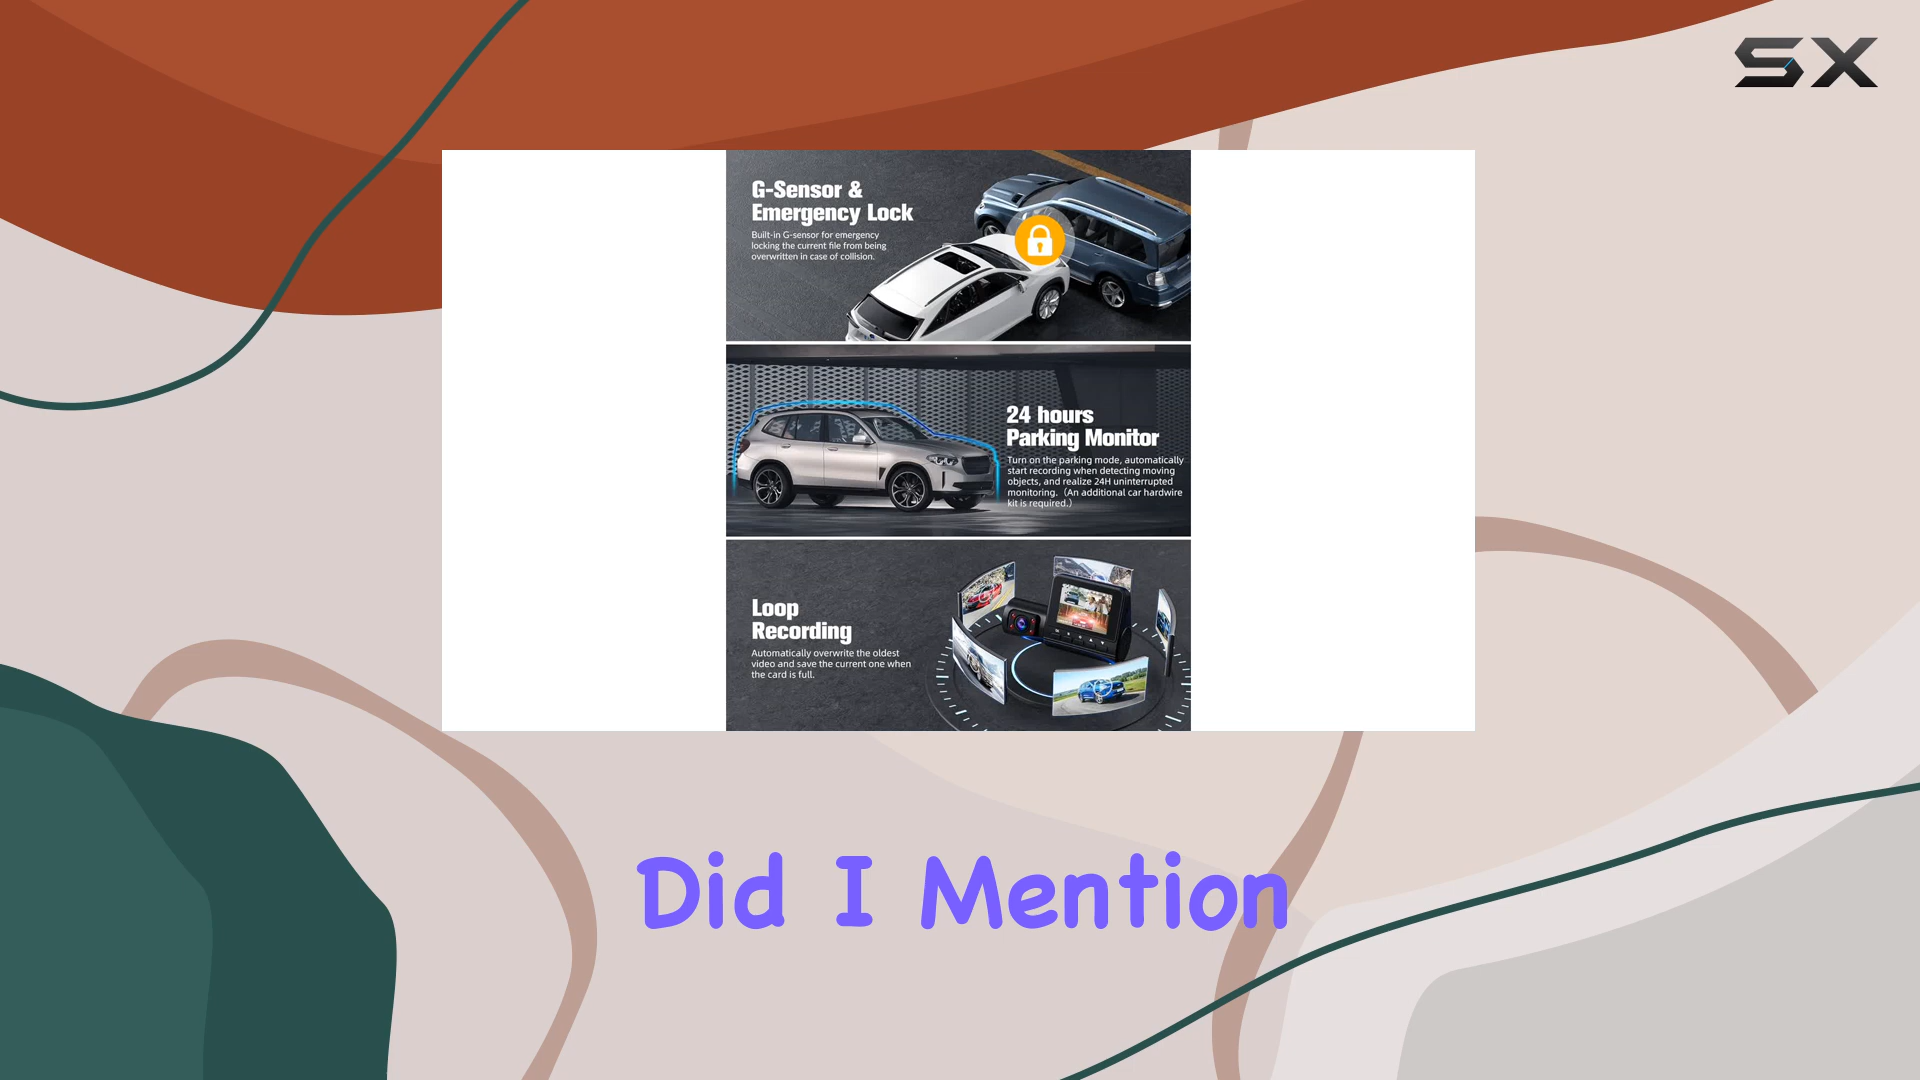 SX
G-Sensor &
Emergency Lock
Built-in G-sensor for emergency
locking the current file from being
overwritten in case of collision.
24 hours
Parking Monitor
Turn on the parking mode, automatically
start recording when detecting moving
objects, and realize 24H uninterrupted
monitoring. (An additional car hardwire
kit is required.)
Loop
Recording
Automatically overwrite the oldest
video and save the current one when
the card is full.
Did I Mention